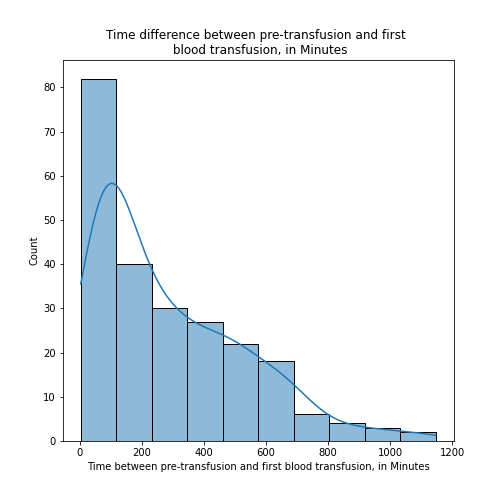 Time difference between pre-transfusion and first
blood transfusion, in Minutes
80
70
60
50
40
30
20
10
0
Count
0 200 400 600 800 1000 1200
Time between pre-transfusion and first blood transfusion, in Minutes